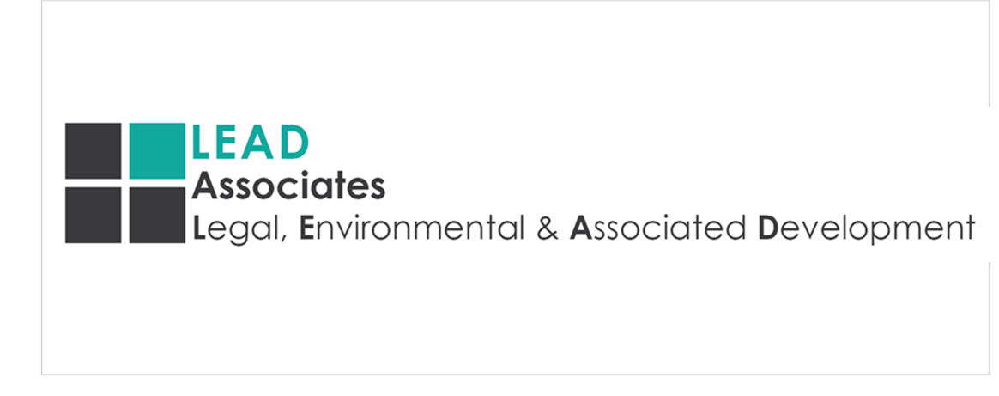 LEAD
Associates
Legal, Environmental & Associated Development